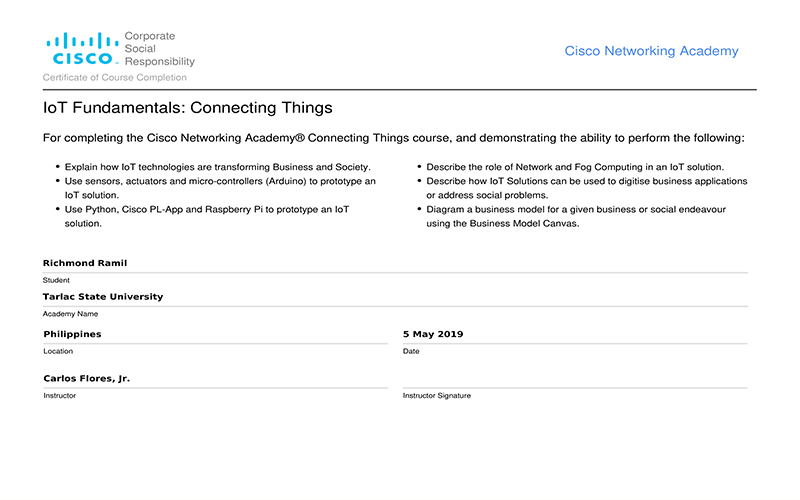 Corporate
Social
CISCO Responsibility
Cisco Networking Academy
Certificate of Course Completion
IoT Fundamentals: Connecting Things
For completing the Cisco Networking Academy® Connecting Things course, and demonstrating the ability to perform the following:
• Explain how IoT technologies are transforming Business and Society.
• Use sensors, actuators and micro-controllers (Arduino) to prototype an
IoT solution.
• Use Python, Cisco PL-App and Raspberry Pi to prototype an IoT
solution.
• Describe the role of Network and Fog Computing in an IoT solution.
• Describe how IoT Solutions can be used to digitise business applications
or address social problems.
• Diagram a business model for a given business or social endeavour
using the Business Model Canvas.
Richmond Ramil
Student
Tarlac State University
Academy Name
Philippines
Location
5 May 2019
Date
Carlos Flores, Jr.
Instructor
Instructor Signature